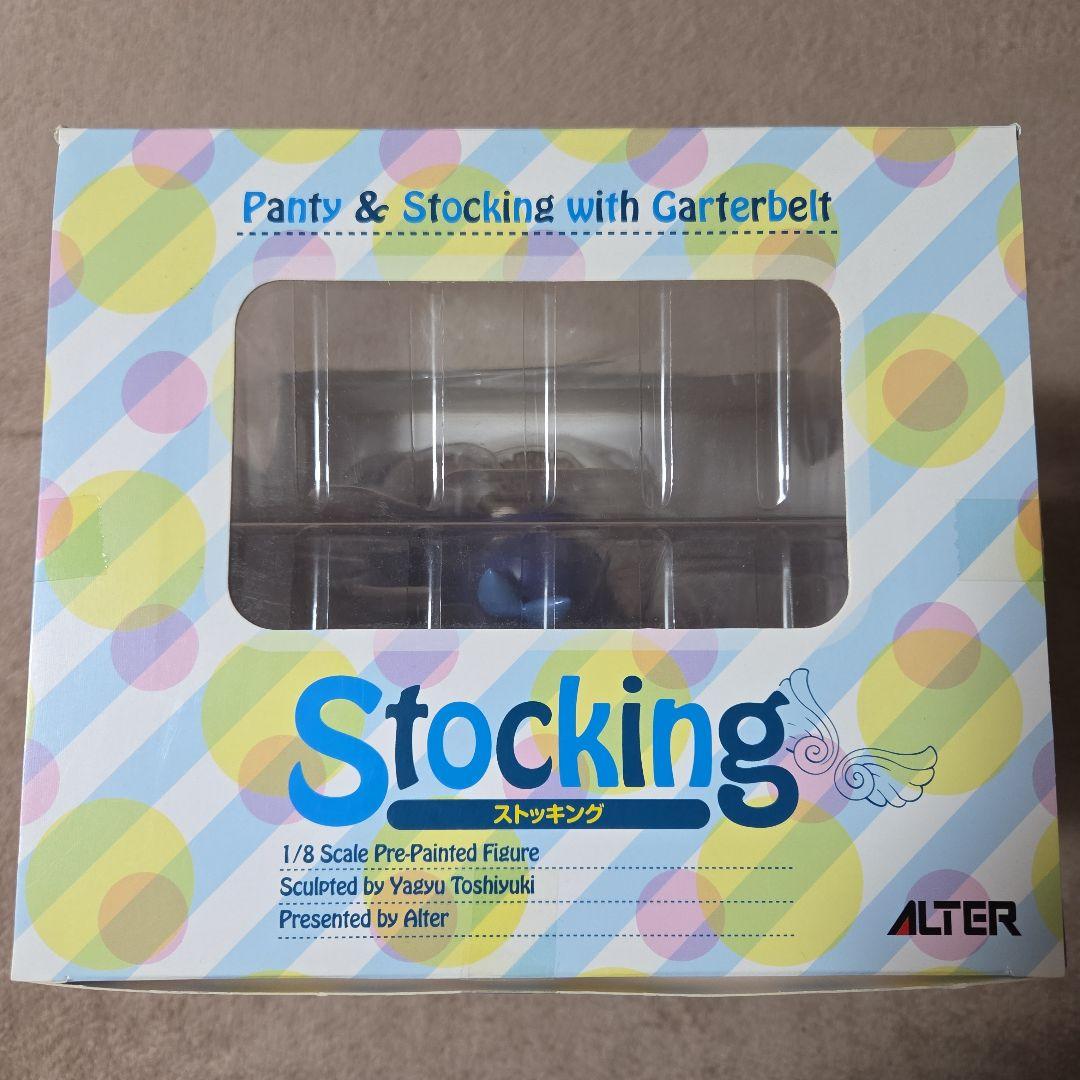 Panty & Stocking with Garterbelt
Stocking
ストッキング
1/8 Scale Pre-Painted Figure
Sculpted by Yagyu Toshiyuki
Presented by Alter
ALTER